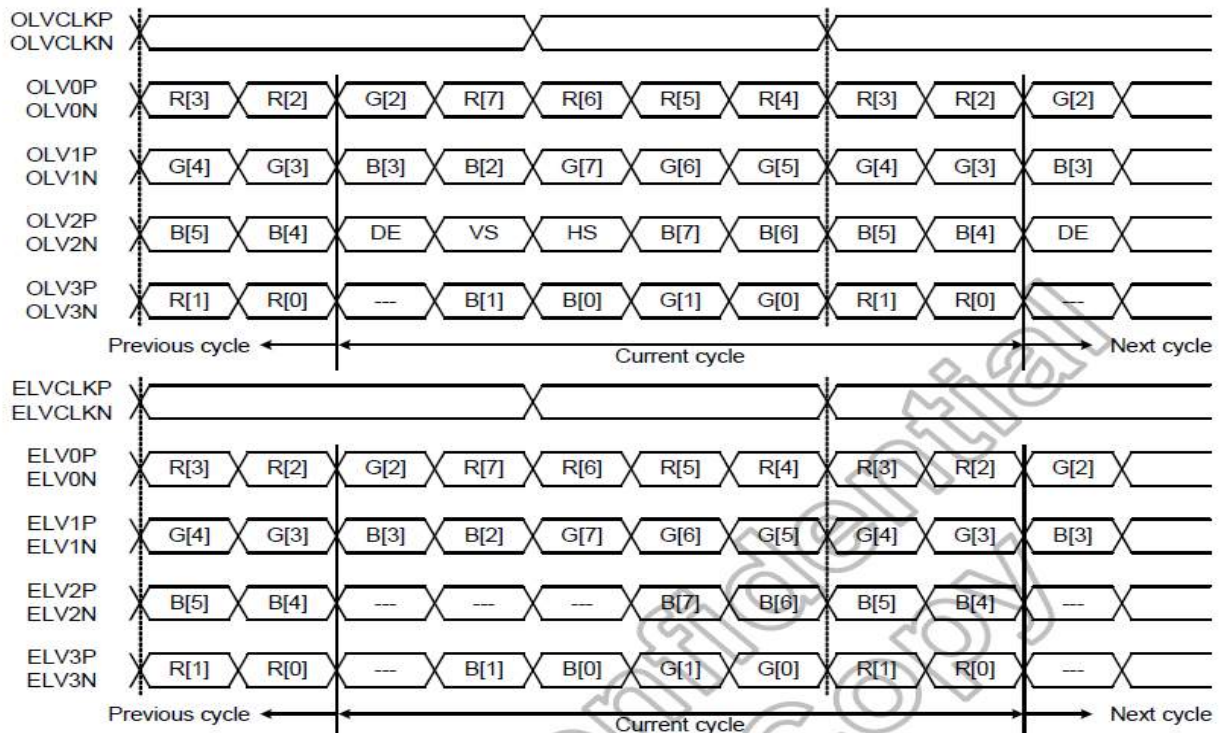 OLVCLKP
OLVCLKN
OLV0P
OLV0N
R[3] R[2] G[2] R[7] R[6] R[5] R[4] R[3] R[2] G[2]
OLV1P
OLV1N
G[4] G[3] B[3] B[2] G[7] G[6] G[5] G[4] G[3] B[3]
OLV2P
OLV2N
B[5] B[4] DE VS HS B[7] B[6] B[5] B[4] DE
OLV3P
OLV3N
R[1] R[0] --- B[1] B[0] G[1] G[0] R[1] R[0] ---
Previous cycle Current cycle Next cycle
ELVCLKP
ELVCLKN
ELV0P
ELV0N
R[3] R[2] G[2] R[7] R[6] R[5] R[4] R[3] R[2] G[2]
ELV1P
ELV1N
G[4] G[3] B[3] B[2] G[7] G[6] G[5] G[4] G[3] B[3]
ELV2P
ELV2N
B[5] B[4] --- --- --- B[7] B[6] B[5] B[4] ---
ELV3P
ELV3N
R[1] R[0] --- B[1] B[0] G[1] G[0] R[1] R[0] ---
Previous cycle Current cycle Next cycle
nfidential
Copy